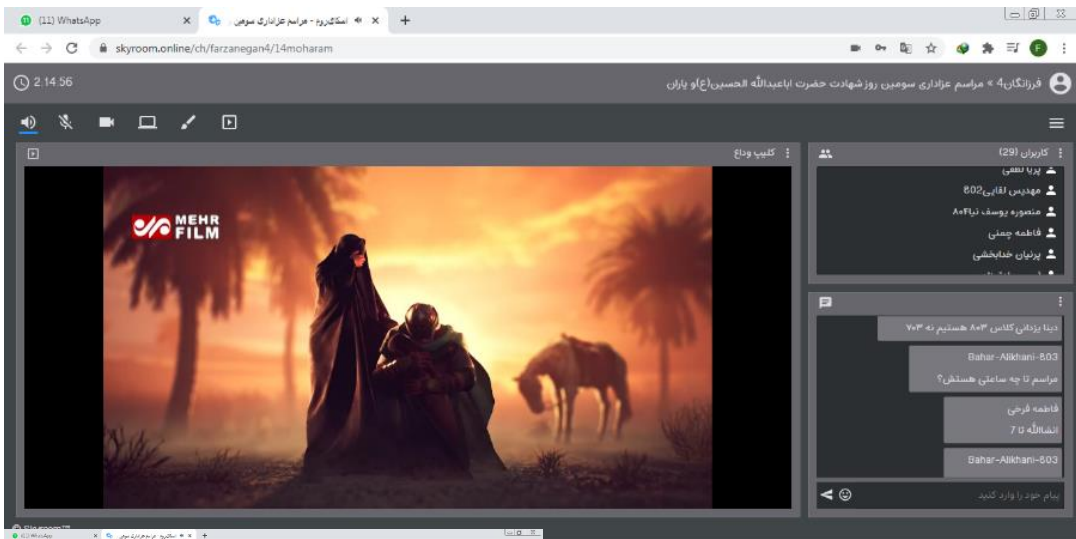 (11) WhatsApp
اسکای‌روم - مراسم عزاداری سومین
skyroom.online/ch/farzanegan4/14moharam
2.14.56
فرزانگان4 » مراسم عزاداری سومین روز شهادت حضرت اباعبدالله الحسین(ع)و یاران
کلیپ وداع
MEHR
FILM
کاربران (29)
مهدیس لقایی802
منصوره یوسف نیا۸۰۴
فاطمه چمنی
پرنیان خدابخشی
دینا یزدانی کلاس ۸۰۳ هستیم نه ۷۰۳
Bahar-Alikhani-803
مراسم تا چه ساعتی هستش؟
فاطمه فرخی
انشاالله تا 7
Bahar-Alikhani-803
پیام خود را وارد کنید